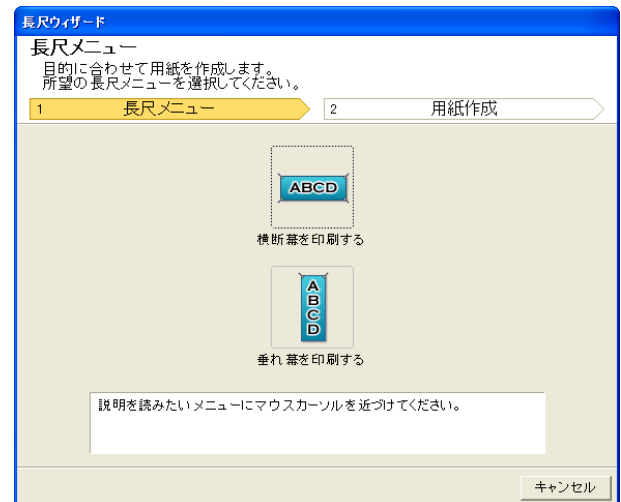 長尺ウィザード
長尺メニュー
目的に合わせて用紙を作成します。
所望の長尺メニューを選択してください。
1 長尺メニュー 2 用紙作成
ABCD
横断幕を印刷する
A
B
C
D
垂れ幕を印刷する
説明を読みたいメニューにマウスカーソルを近づけてください。
キャンセル